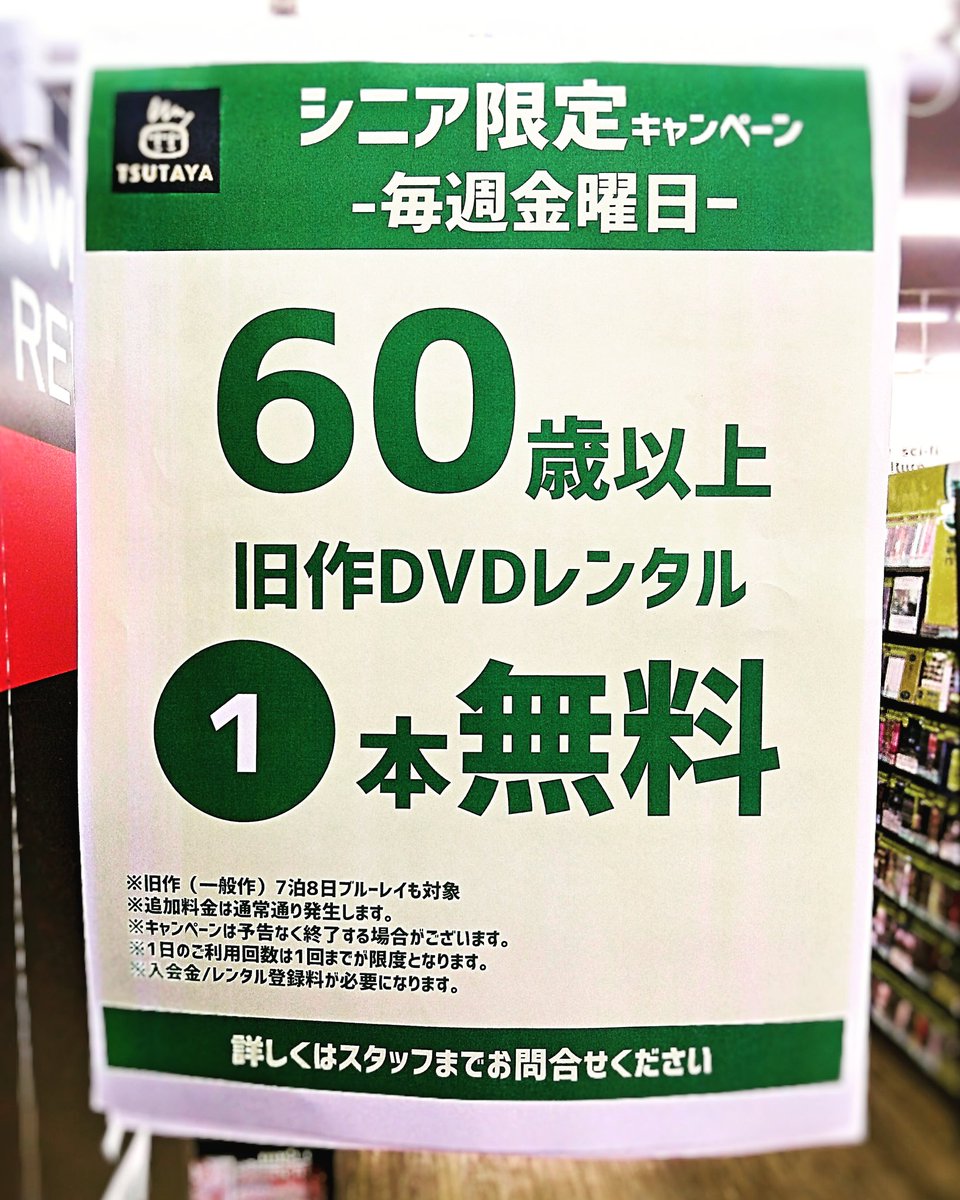 TSUTAYA
シニア限定キャンペーン
-毎週金曜日-
60歳以上
旧作DVDレンタル
1本無料
※旧作（一般作）7泊8日ブルーレイも対象
※追加料金は通常通り発生します。
※キャンペーンは予告なく終了する場合がございます。
※1日のご利用回数は1回までが限度となります。
※入会金/レンタル登録料が必要になります。
詳しくはスタッフまでお問合せください
sci-fi